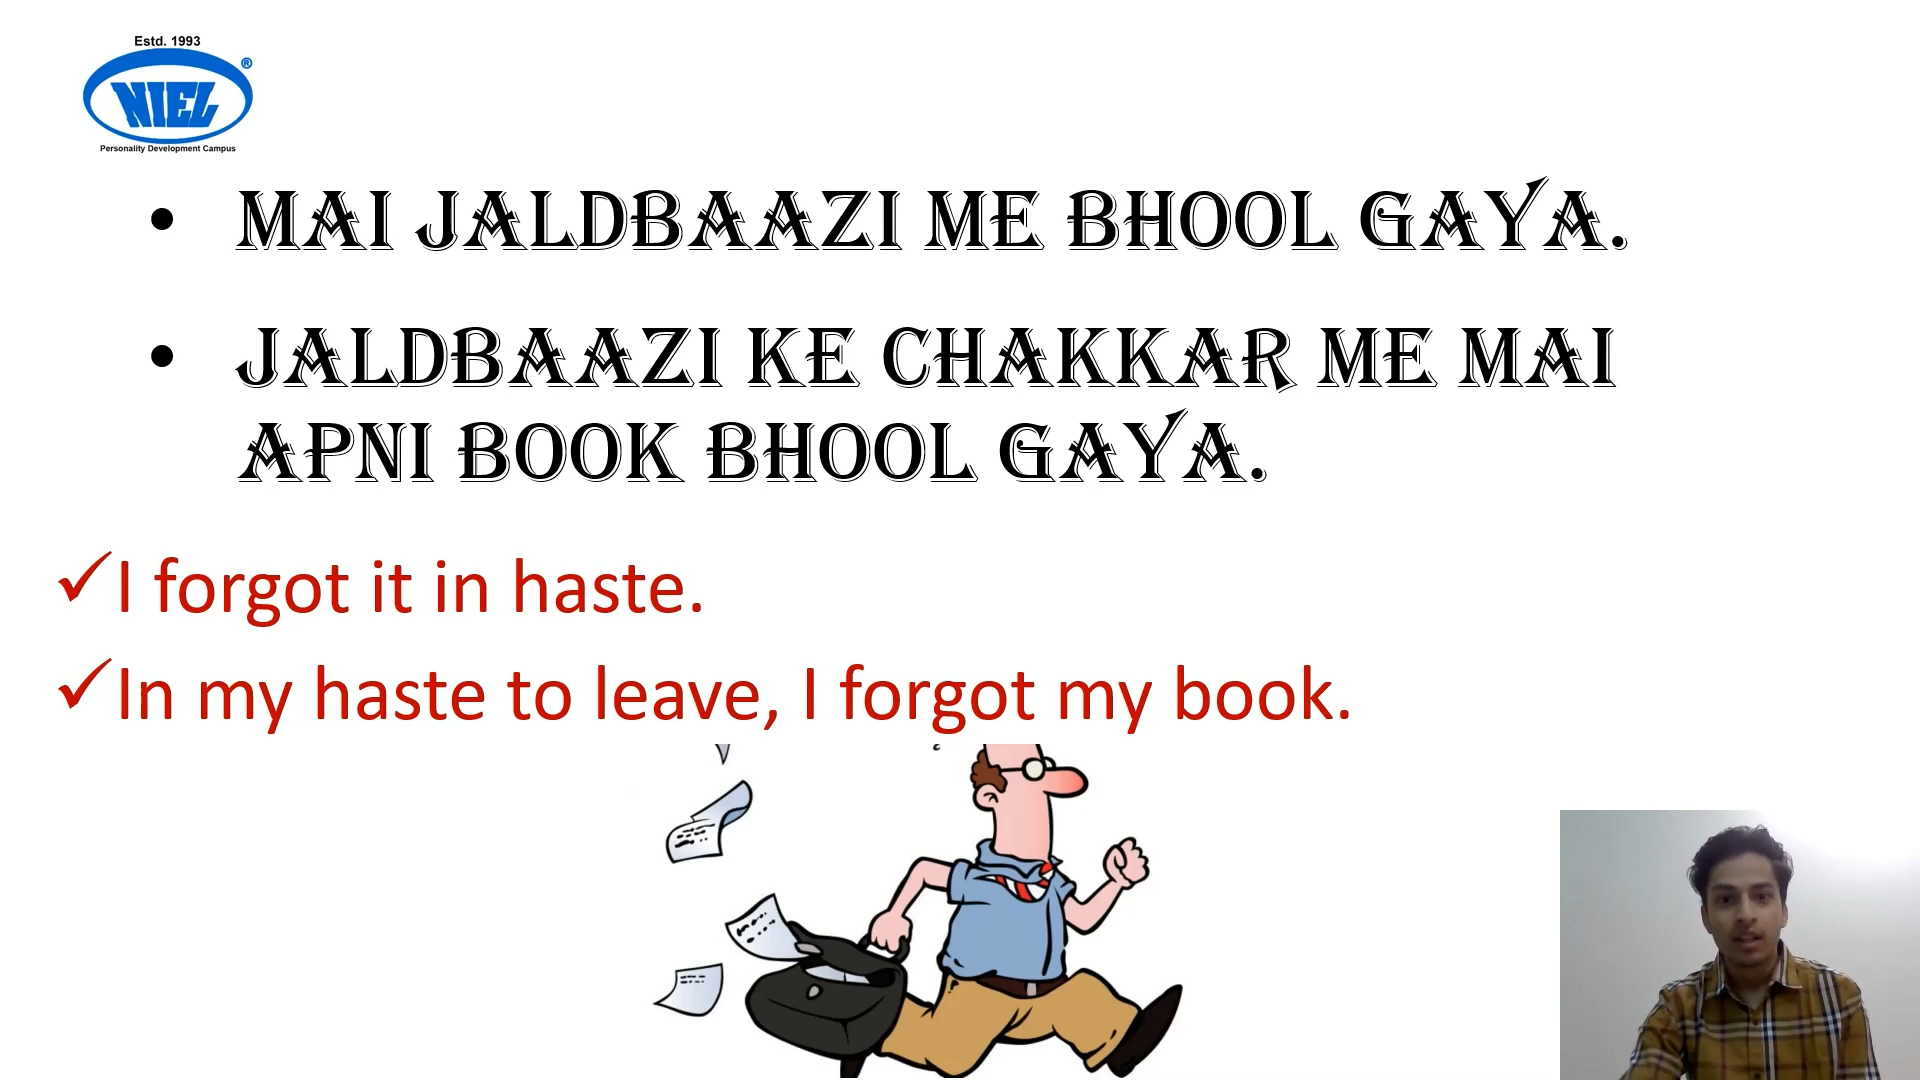 Estd. 1993
NIEL®
Personality Development Campus
• MAI JALDBAAZI ME BHOOL GAYA.
• JALDBAAZI KE CHAKKAR ME MAI
APNI BOOK BHOOL GAYA.
✓I forgot it in haste.
✓In my haste to leave, I forgot my book.